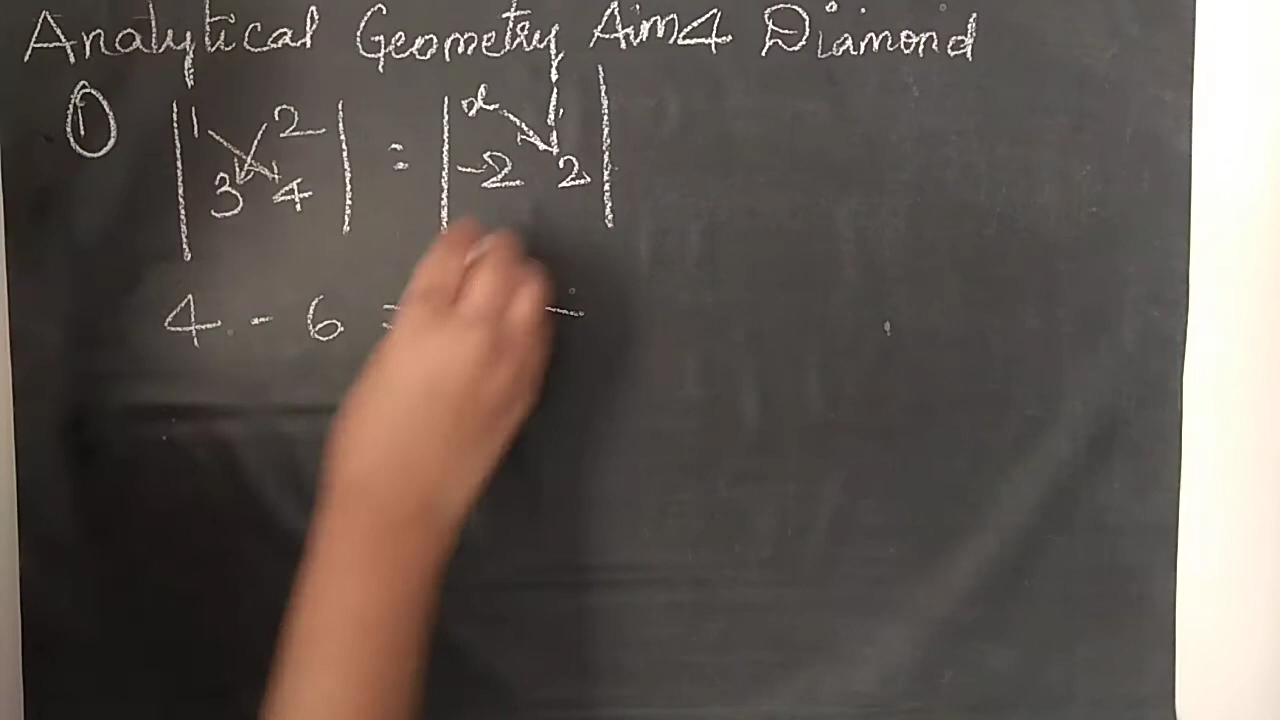 Analytical Geometry Aim4 Diamond
① | 1 2 | = | x 1 |
| 3 4 | | -2 2 |
4 - 6 =